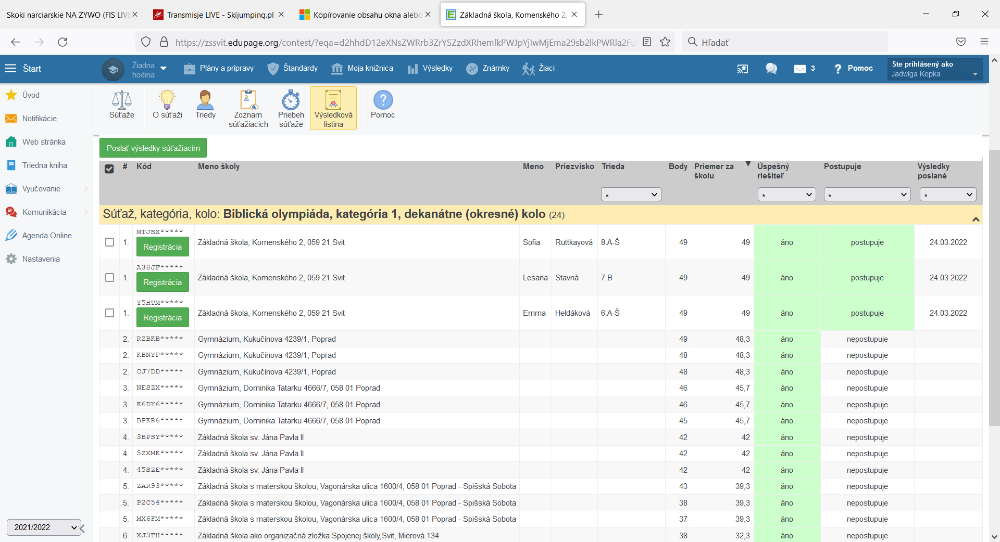 Skoki narciarskie NA ŻYWO (FIS LIVE
Transmisje LIVE - Skijumping.pl
Kopírovanie obsahu okna alebo
Základná škola, Komenského 2,
https://zssvit.edupage.org/contest/?eqa=d2hhdD12eXNsZWRrb3ZrYSZzdXRhemlkPWJpYjIwMjEma29sb2lkPWRla2Fu
Hľadať
Štart
Žiadna hodina
Plány a prípravy
Štandardy
Moja knižnica
Výsledky
Známky
Žiaci
3
Pomoc
Ste prihlásený ako
Jadwiga Kepka
Úvod
Notifikácie
Web stránka
Triedna kniha
Vyučovanie
Komunikácia
Agenda Online
Nastavenia
2021/2022
Súťaže
O súťaži
Triedy
Zoznam súťažiacich
Priebeh súťaže
Výsledková listina
Pomoc
Poslať výsledky súťažiacim
# Kód Meno školy Meno Priezvisko Trieda Body Priemer za školu ▼ Úspešný riešiteľ Postupuje Výsledky poslané
* * * *
Súťaž, kategória, kolo: Biblická olympiáda, kategória 1, dekanátne (okresné) kolo (24)
1. MTJBX***** Registrácia Základná škola, Komenského 2, 059 21 Svit Sofia Ruttkayová 8.A-Š 49 49 áno postupuje 24.03.2022
1. A38JF***** Registrácia Základná škola, Komenského 2, 059 21 Svit Lesana Stavná 7.B 49 49 áno postupuje 24.03.2022
1. Y5HTM***** Registrácia Základná škola, Komenského 2, 059 21 Svit Emma Heldáková 6.A-Š 49 49 áno postupuje 24.03.2022
2. RZBKB***** Gymnázium, Kukučínova 4239/1, Poprad 49 48,3 áno nepostupuje
2. KBNYP***** Gymnázium, Kukučínova 4239/1, Poprad 48 48,3 áno nepostupuje
2. CJ7DD***** Gymnázium, Kukučínova 4239/1, Poprad 48 48,3 áno nepostupuje
3. NESZX***** Gymnázium, Dominika Tatarku 4666/7, 058 01 Poprad 46 45,7 áno nepostupuje
3. K6DY6***** Gymnázium, Dominika Tatarku 4666/7, 058 01 Poprad 46 45,7 áno nepostupuje
3. BPKR6***** Gymnázium, Dominika Tatarku 4666/7, 058 01 Poprad 45 45,7 áno nepostupuje
4. 3BPSY***** Základná škola sv. Jána Pavla II 42 42 áno nepostupuje
4. 5ZXMK***** Základná škola sv. Jána Pavla II 42 42 áno nepostupuje
4. 45SZE***** Základná škola sv. Jána Pavla II 42 42 áno nepostupuje
5. ZAR93***** Základná škola s materskou školou, Vagonárska ulica 1600/4, 058 01 Poprad - Spišská Sobota 43 39,3 áno nepostupuje
5. P2C54***** Základná škola s materskou školou, Vagonárska ulica 1600/4, 058 01 Poprad - Spišská Sobota 38 39,3 áno nepostupuje
5. MX6FM***** Základná škola s materskou školou, Vagonárska ulica 1600/4, 058 01 Poprad - Spišská Sobota 37 39,3 áno nepostupuje
6. XJ3TH***** Základná škola ako organizačná zložka Spojenej školy,Svit, Mierová 134 38 32,3 áno nepostupuje